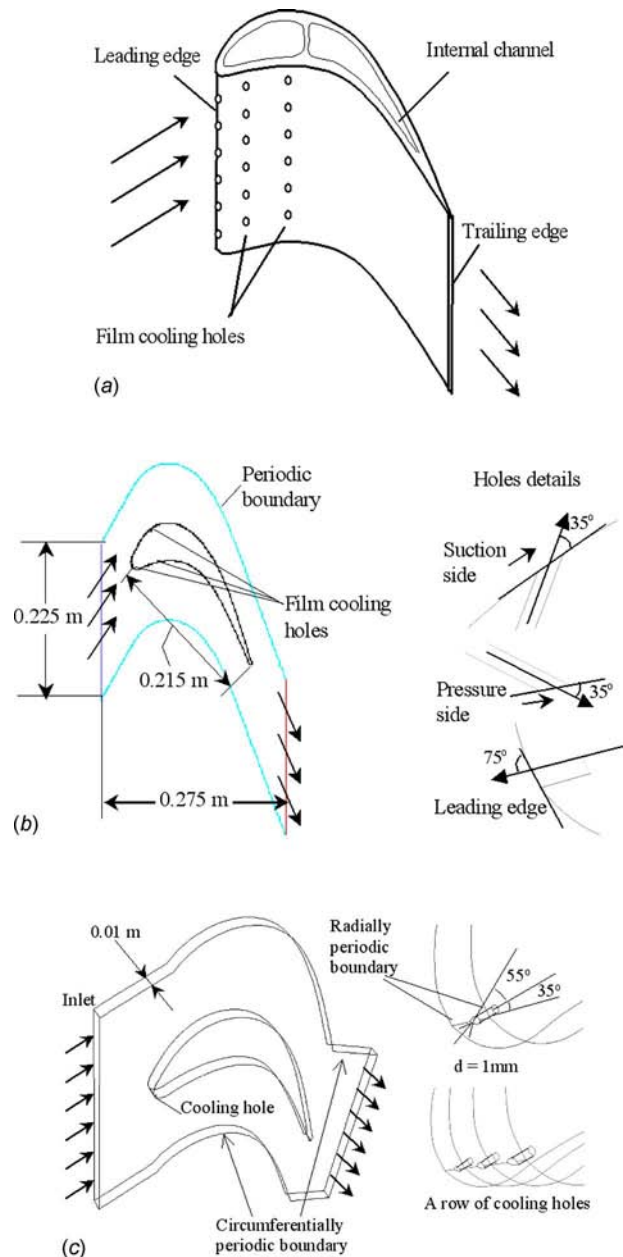 Leading edge
Internal channel
Trailing edge
Film cooling holes
(a)
Periodic
boundary
Film cooling
holes
0.225 m
0.215 m
0.275 m
(b)
Holes details
Suction
side
35°
Pressure
side
35°
75°
Leading edge
0.01 m
Inlet
Cooling hole
Circumferentially
periodic boundary
(c)
Radially
periodic
boundary
55°
35°
d = 1mm
A row of cooling holes